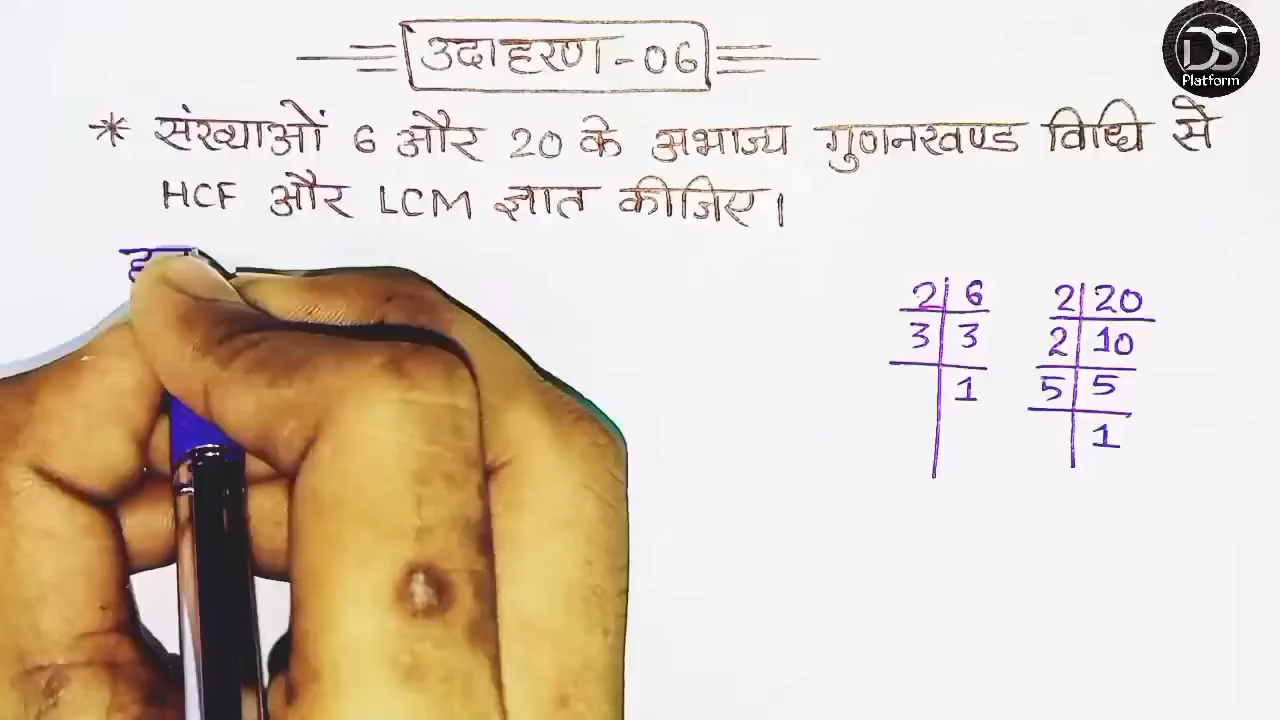 उदाहरण - 06
DS
Platform
* संख्याओं 6 और 20 के अभाज्य गुणनखण्ड विधि से
HCF और LCM ज्ञात कीजिए।
2 | 6
3 | 3
1
2 | 20
2 | 10
5 | 5
1